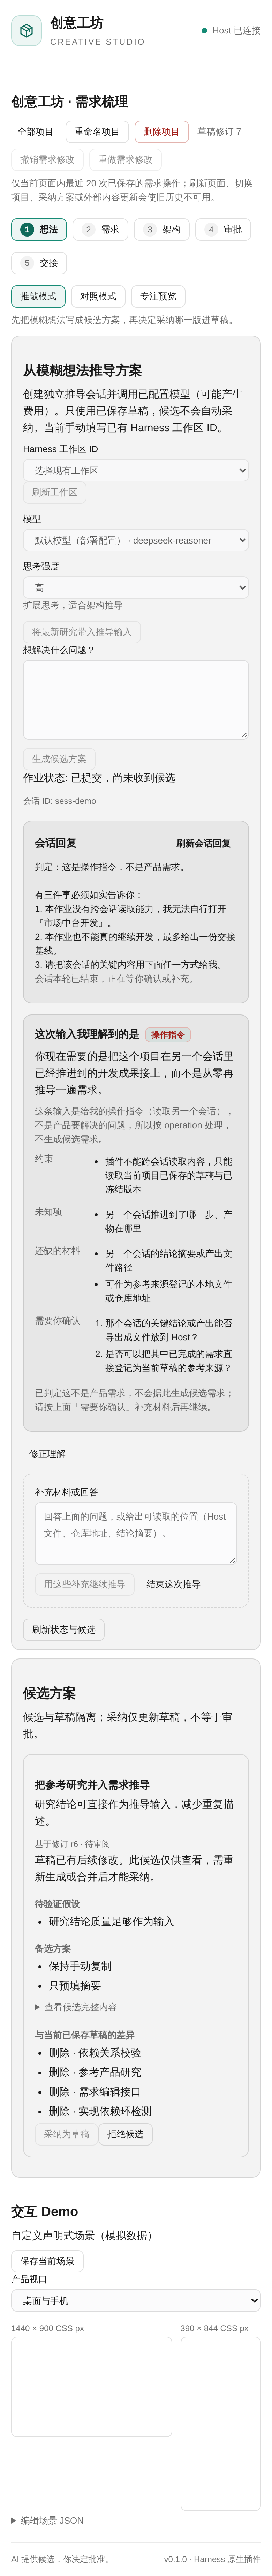 创意工坊
CREATIVE STUDIO
Host 已连接
创意工坊 · 需求梳理
全部项目
重命名项目
删除项目
草稿修订 7
撤销需求修改
重做需求修改
仅当前页面内最近 20 次已保存的需求操作；刷新页面、切换
项目、采纳方案或外部内容更新会使旧历史不可用。
1 想法
2 需求
3 架构
4 审批
5 交接
推敲模式
对照模式
专注预览
先把模糊想法写成候选方案，再决定采纳哪一版进草稿。
从模糊想法推导方案
创建独立推导会话并调用已配置模型（可能产生
费用）。只使用已保存草稿，候选不会自动采
纳。当前手动填写已有 Harness 工作区 ID。
Harness 工作区 ID
选择现有工作区
刷新工作区
模型
默认模型（部署配置） · deepseek-reasoner
思考强度
高
扩展思考，适合架构推导
将最新研究带入推导输入
想解决什么问题？
生成候选方案
作业状态: 已提交，尚未收到候选
会话 ID: sess-demo
会话回复
刷新会话回复
判定：这是操作指令，不是产品需求。
有三件事必须如实告诉你：
1. 本作业没有跨会话读取能力，我无法自行打开
『市场中台开发』。
2. 本作业也不能真的继续开发，最多给出一份交接
基线。
3. 请把该会话的关键内容用下面任一方式给我。
会话本轮已结束，正在等你确认或补充。
这次输入我理解到的是
操作指令
你现在需要的是把这个项目在另一个会话里
已经推进到的开发成果接上，而不是从零再
推导一遍需求。
这条输入是给我的操作指令（读取另一个会话），
不是产品要解决的问题，所以按 operation 处理，
不生成候选需求。
约束
• 插件不能跨会话读取内容，只能
读取当前项目已保存的草稿与已
冻结版本
未知项
• 另一个会话推进到了哪一步、产
物在哪里
还缺的材料
• 另一个会话的结论摘要或产出文
件路径
• 可作为参考来源登记的本地文件
或仓库地址
需要你确认
1. 那个会话的关键结论或产出能否
导出成文件放到 Host？
2. 是否可以把其中已完成的需求直
接登记为当前草稿的参考来源？
已判定这不是产品需求，不会据此生成候选需求；
请按上面「需要你确认」补充材料后再继续。
修正理解
补充材料或回答
回答上面的问题，或给出可读取的位置（Host
文件、仓库地址、结论摘要）。
用这些补充继续推导
结束这次推导
刷新状态与候选
候选方案
候选与草稿隔离；采纳仅更新草稿，不等于审
批。
把参考研究并入需求推导
研究结论可直接作为推导输入，减少重复描
述。
基于修订 r6 · 待审阅
草稿已有后续修改。此候选仅供查看，需重
新生成或合并后才能采纳。
待验证假设
• 研究结论质量足够作为输入
备选方案
• 保持手动复制
• 只预填摘要
▶ 查看候选完整内容
与当前已保存草稿的差异
• 删除 · 依赖关系校验
• 删除 · 参考产品研究
• 删除 · 需求编辑接口
• 删除 · 实现依赖环检测
采纳为草稿
拒绝候选
交互 Demo
自定义声明式场景（模拟数据）
保存当前场景
产品视口
桌面与手机
1440 × 900 CSS px
390 × 844 CSS px
▶ 编辑场景 JSON
AI 提供候选，你决定批准。
v0.1.0 · Harness 原生插件